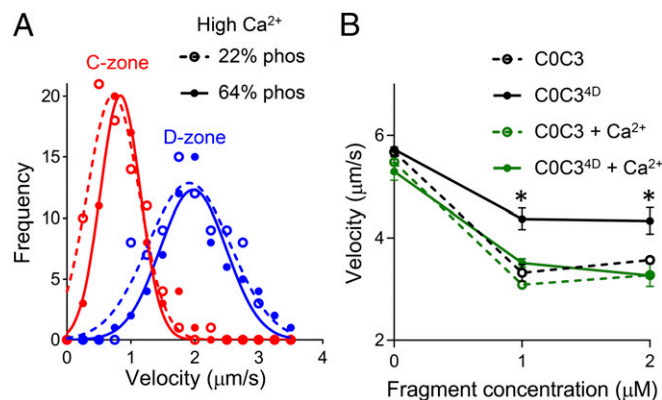 A
High Ca²⁺
C-zone
22% phos
64% phos
D-zone
20
15
10
5
0
Frequency
0 1 2 3 4
Velocity (μm/s)
B
C0C3
C0C3⁴ᴰ
C0C3 + Ca²⁺
C0C3⁴ᴰ + Ca²⁺
8
6
4
2
Velocity (μm/s)
* *
0 1 2
Fragment concentration (μM)